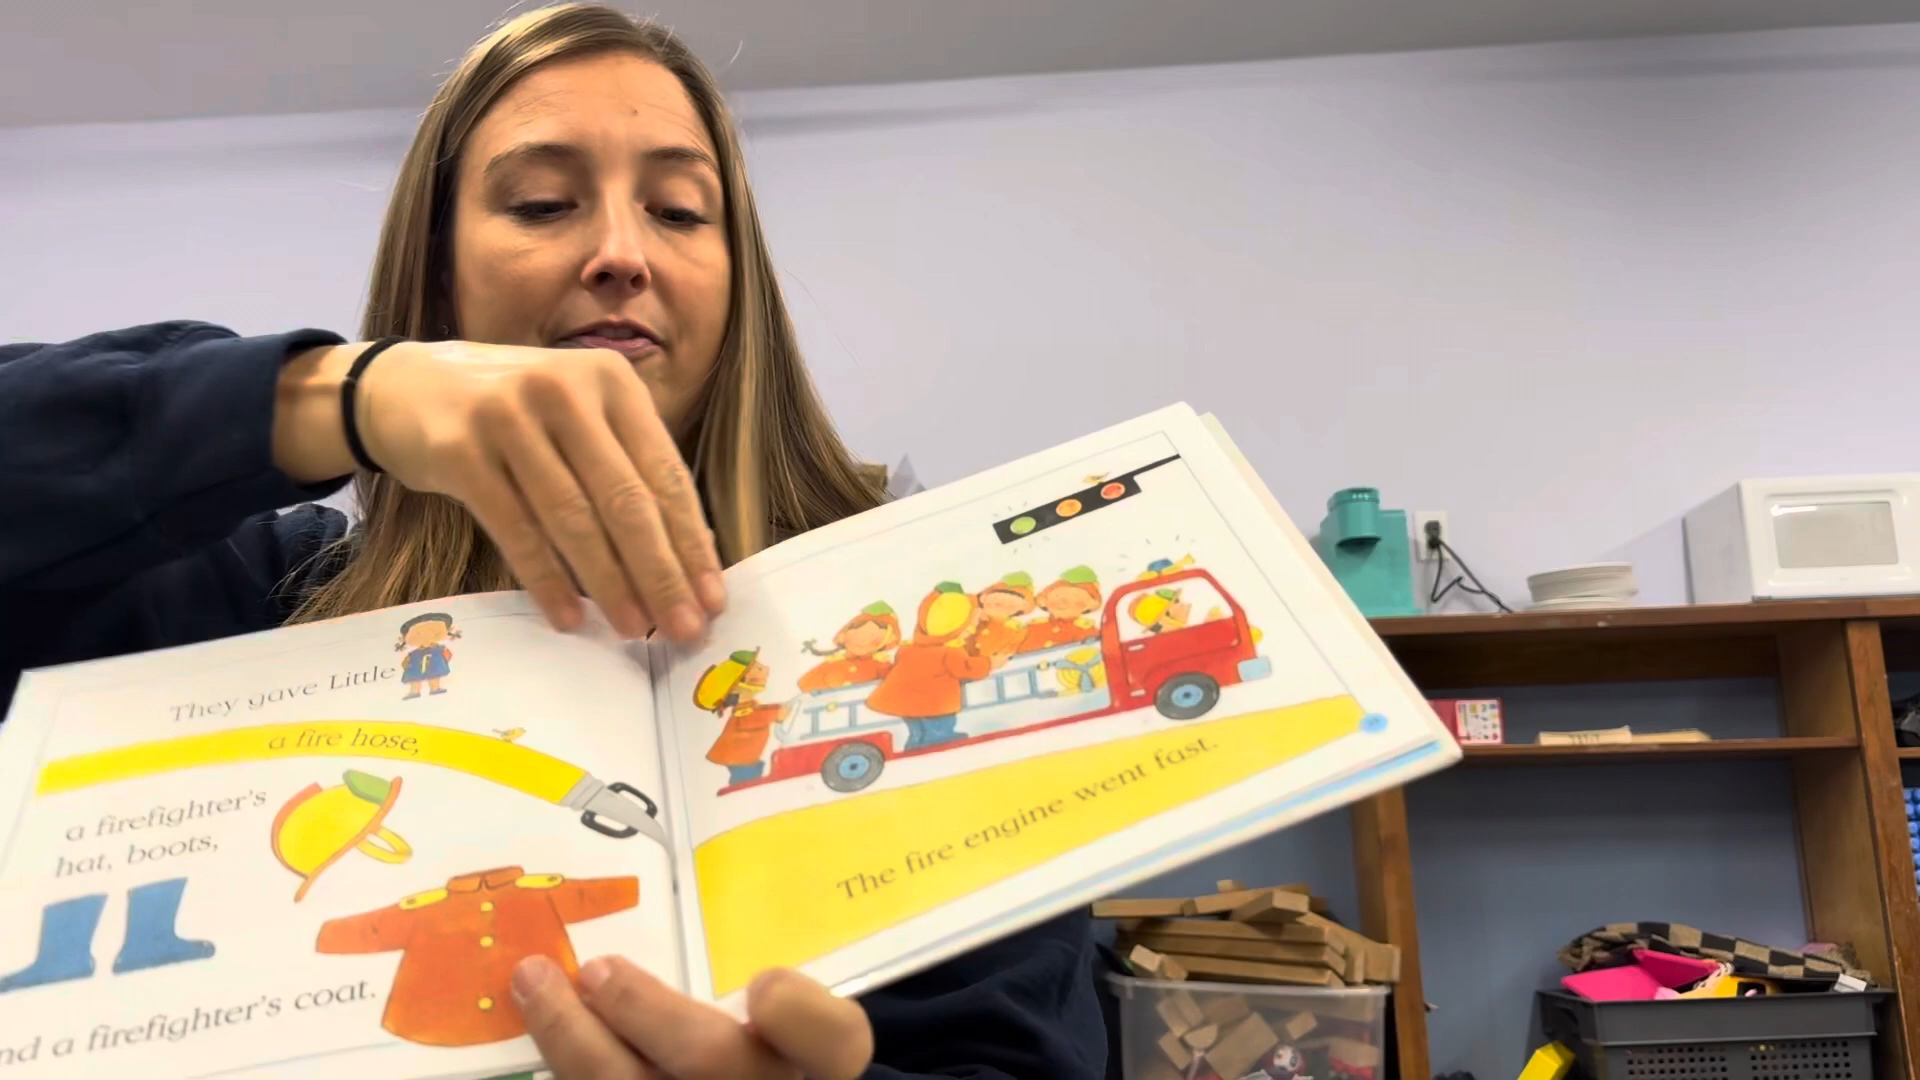 They gave Little
f
a fire hose,
a firefighter's
hat, boots,
nd a firefighter's coat.
The fire engine went fast.